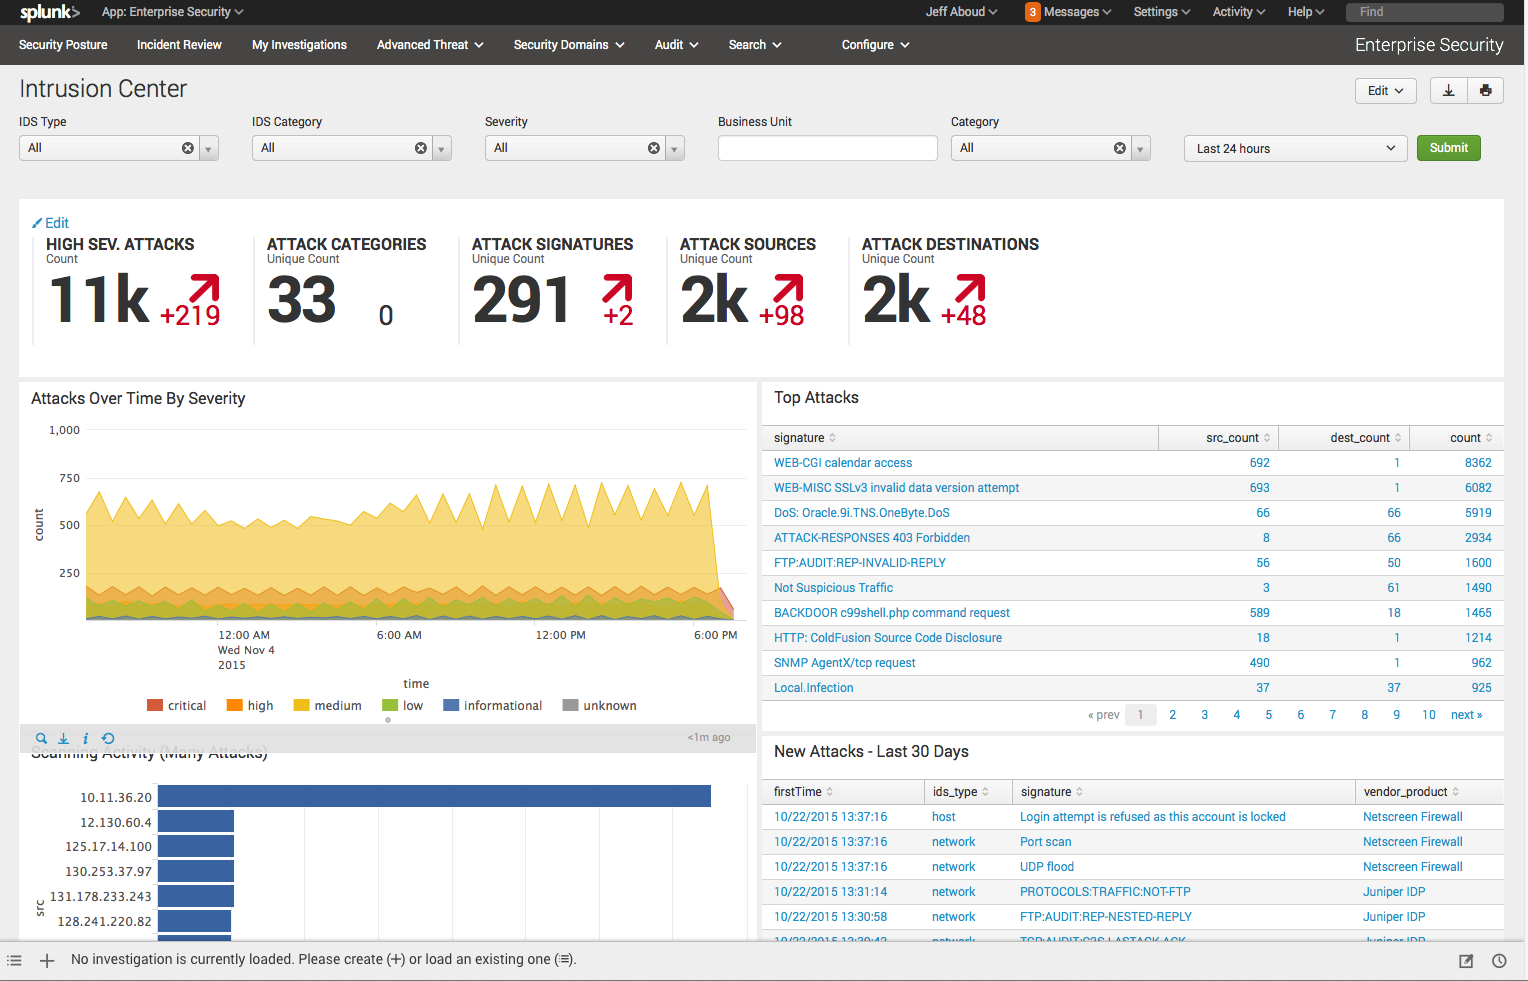 splunk> App: Enterprise Security Jeff Aboud 3 Messages Settings Activity Help Find
Security Posture Incident Review My Investigations Advanced Threat Security Domains Audit Search Configure Enterprise Security
Intrusion Center
Edit
IDS Type IDS Category Severity Business Unit Category
All All All All Last 24 hours Submit
Edit
HIGH SEV. ATTACKS ATTACK CATEGORIES ATTACK SIGNATURES ATTACK SOURCES ATTACK DESTINATIONS
Count Unique Count Unique Count Unique Count Unique Count
11k +219 33 0 291 +2 2k +98 2k +48
Attacks Over Time By Severity
1,000
750
500
250
count
12:00 AM 6:00 AM 12:00 PM 6:00 PM
Wed Nov 4
2015
time
critical high medium low informational unknown
<1m ago
Top Attacks
signature src_count dest_count count
WEB-CGI calendar access 692 1 8362
WEB-MISC SSLv3 invalid data version attempt 693 1 6082
DoS: Oracle.9i.TNS.OneByte.DoS 66 66 5919
ATTACK-RESPONSES 403 Forbidden 8 66 2934
FTP:AUDIT:REP-INVALID-REPLY 56 50 1600
Not Suspicious Traffic 3 61 1490
BACKDOOR c99shell.php command request 589 18 1465
HTTP: ColdFusion Source Code Disclosure 18 1 1214
SNMP AgentX/tcp request 490 1 962
Local.Infection 37 37 925
« prev 1 2 3 4 5 6 7 8 9 10 next »
Scanning Activity (Many Attacks)
10.11.36.20
12.130.60.4
125.17.14.100
130.253.37.97
131.178.233.243
128.241.220.82
src
New Attacks - Last 30 Days
firstTime ids_type signature vendor_product
10/22/2015 13:37:16 host Login attempt is refused as this account is locked Netscreen Firewall
10/22/2015 13:37:16 network Port scan Netscreen Firewall
10/22/2015 13:37:16 network UDP flood Netscreen Firewall
10/22/2015 13:31:14 network PROTOCOLS:TRAFFIC:NOT-FTP Juniper IDP
10/22/2015 13:30:58 network FTP:AUDIT:REP-NESTED-REPLY Juniper IDP
network Juniper IDP
No investigation is currently loaded. Please create (+) or load an existing one (≔).